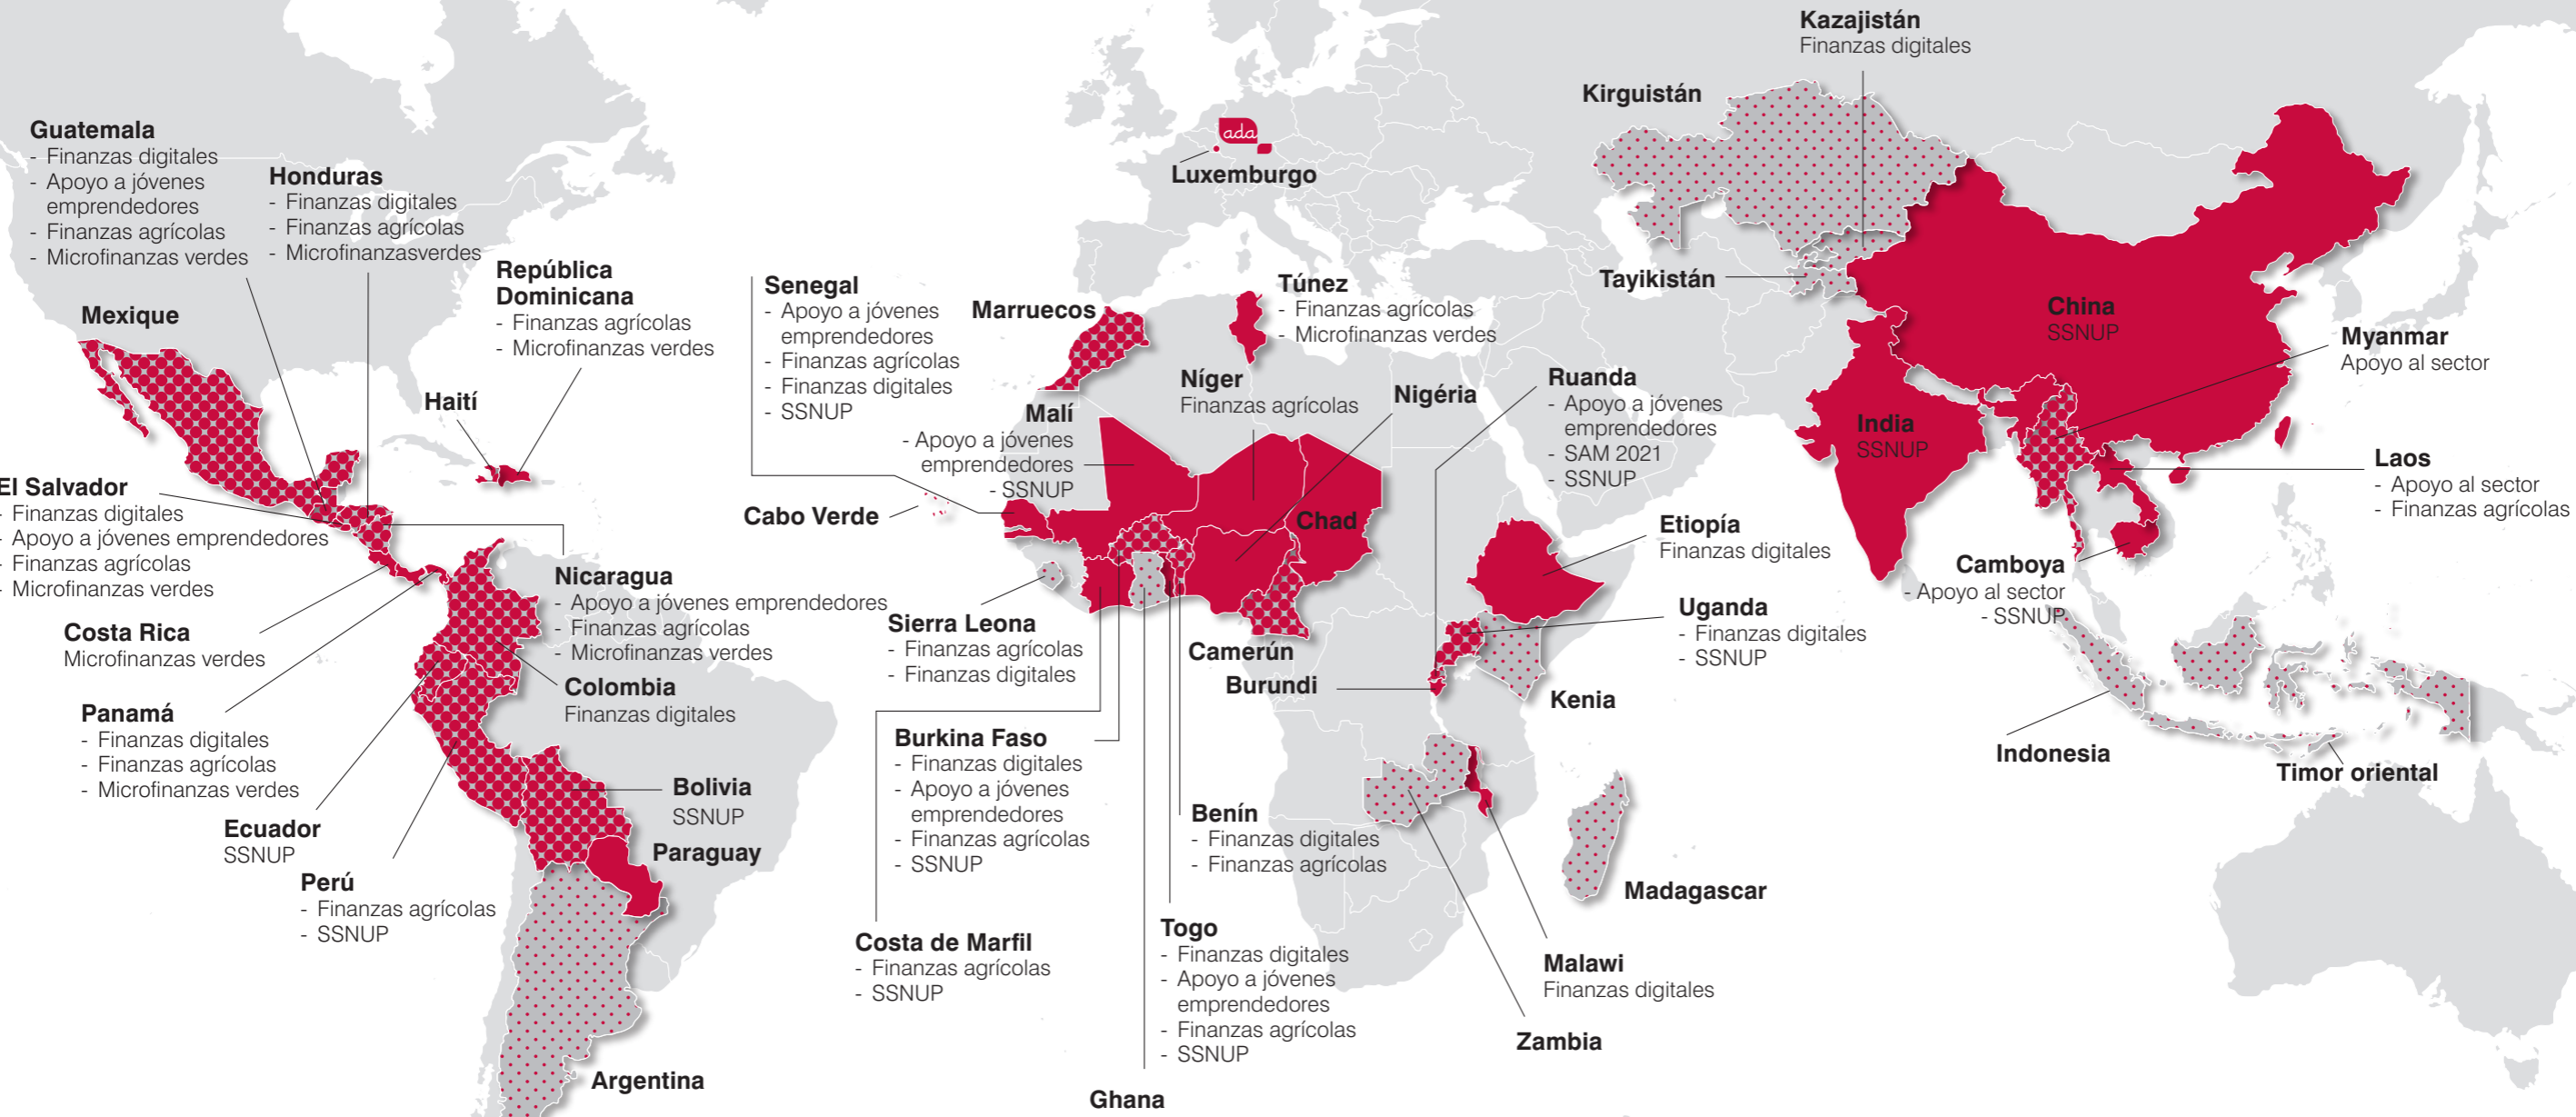 Kazajistán
Finanzas digitales
Kirguistán
Guatemala
- Finanzas digitales
- Apoyo a jóvenes
emprendedores
- Finanzas agrícolas
- Microfinanzas verdes
Honduras
- Finanzas digitales
- Finanzas agrícolas
- Microfinanzasverdes
ada
Luxemburgo
República
Dominicana
- Finanzas agrícolas
- Microfinanzas verdes
Mexique
Haití
Senegal
- Apoyo a jóvenes
emprendedores
- Finanzas agrícolas
- Finanzas digitales
- SSNUP
Marruecos
Túnez
- Finanzas agrícolas
- Microfinanzas verdes
Tayikistán
China
SSNUP
Myanmar
Apoyo al sector
Malí
- Apoyo a jóvenes
emprendedores
- SSNUP
Níger
Finanzas agrícolas
Nigéria
Ruanda
- Apoyo a jóvenes
emprendedores
- SAM 2021
- SSNUP
India
SSNUP
Laos
- Apoyo al sector
- Finanzas agrícolas
El Salvador
- Finanzas digitales
- Apoyo a jóvenes emprendedores
- Finanzas agrícolas
- Microfinanzas verdes
Cabo Verde
Chad
Etiopía
Finanzas digitales
Camboya
- Apoyo al sector
- SSNUP
Nicaragua
- Apoyo a jóvenes emprendedores
- Finanzas agrícolas
- Microfinanzas verdes
Costa Rica
Microfinanzas verdes
Sierra Leona
- Finanzas agrícolas
- Finanzas digitales
Camerún
Burundi
Uganda
- Finanzas digitales
- SSNUP
Kenia
Colombia
Finanzas digitales
Panamá
- Finanzas digitales
- Finanzas agrícolas
- Microfinanzas verdes
Burkina Faso
- Finanzas digitales
- Apoyo a jóvenes
emprendedores
- Finanzas agrícolas
- SSNUP
Indonesia
Timor oriental
Bolivia
SSNUP
Ecuador
SSNUP
Paraguay
Benín
- Finanzas digitales
- Finanzas agrícolas
Perú
- Finanzas agrícolas
- SSNUP
Madagascar
Costa de Marfil
- Finanzas agrícolas
- SSNUP
Togo
- Finanzas digitales
- Apoyo a jóvenes
emprendedores
- Finanzas agrícolas
- SSNUP
Malawi
Finanzas digitales
Zambia
Argentina
Ghana